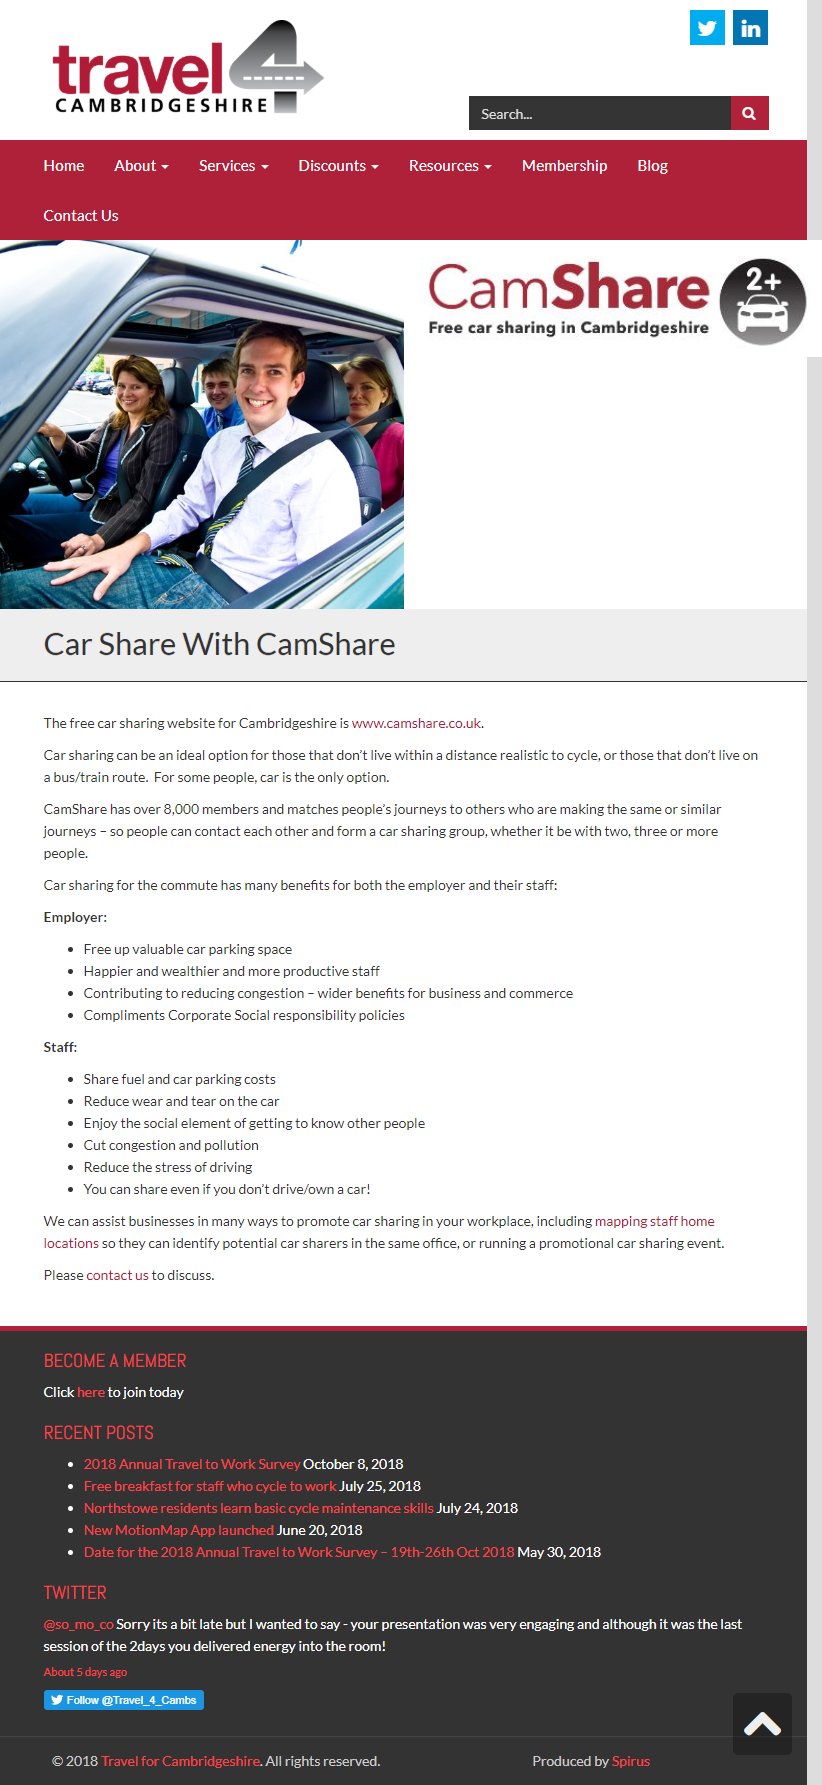 travel4
CAMBRIDGESHIRE
Search...
Home About Services Discounts Resources Membership Blog
Contact Us
CamShare 2+
Free car sharing in Cambridgeshire
Car Share With CamShare
The free car sharing website for Cambridgeshire is www.camshare.co.uk.
Car sharing can be an ideal option for those that don’t live within a distance realistic to cycle, or those that don’t live on
a bus/train route. For some people, car is the only option.
CamShare has over 8,000 members and matches people’s journeys to others who are making the same or similar
journeys – so people can contact each other and form a car sharing group, whether it be with two, three or more
people.
Car sharing for the commute has many benefits for both the employer and their staff:
Employer:
• Free up valuable car parking space
• Happier and wealthier and more productive staff
• Contributing to reducing congestion – wider benefits for business and commerce
• Compliments Corporate Social responsibility policies
Staff:
• Share fuel and car parking costs
• Reduce wear and tear on the car
• Enjoy the social element of getting to know other people
• Cut congestion and pollution
• Reduce the stress of driving
• You can share even if you don’t drive/own a car!
We can assist businesses in many ways to promote car sharing in your workplace, including mapping staff home
locations so they can identify potential car sharers in the same office, or running a promotional car sharing event.
Please contact us to discuss.
BECOME A MEMBER
Click here to join today
RECENT POSTS
• 2018 Annual Travel to Work Survey October 8, 2018
• Free breakfast for staff who cycle to work July 25, 2018
• Northstowe residents learn basic cycle maintenance skills July 24, 2018
• New MotionMap App launched June 20, 2018
• Date for the 2018 Annual Travel to Work Survey – 19th-26th Oct 2018 May 30, 2018
TWITTER
@so_mo_co Sorry its a bit late but I wanted to say - your presentation was very engaging and although it was the last
session of the 2days you delivered energy into the room!
About 5 days ago
Follow @Travel_4_Cambs
© 2018 Travel for Cambridgeshire. All rights reserved. Produced by Spirus